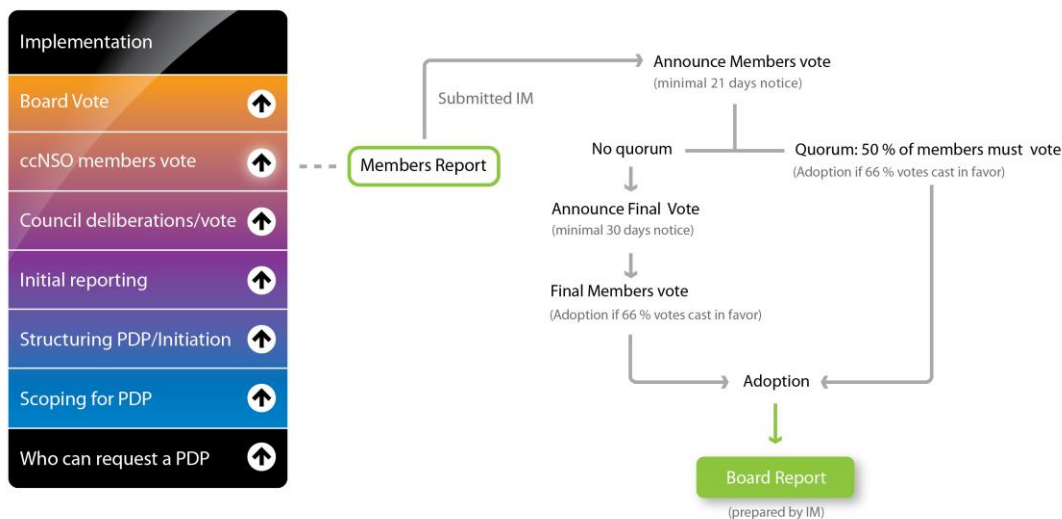 Implementation
Board Vote
ccNSO members vote
Council deliberations/vote
Initial reporting
Structuring PDP/Initiation
Scoping for PDP
Who can request a PDP
Members Report
Submitted IM
Announce Members vote
(minimal 21 days notice)
No quorum
Quorum: 50 % of members must vote
(Adoption if 66 % votes cast in favor)
Announce Final Vote
(minimal 30 days notice)
Final Members vote
(Adoption if 66 % votes cast in favor)
Adoption
Board Report
(prepared by IM)